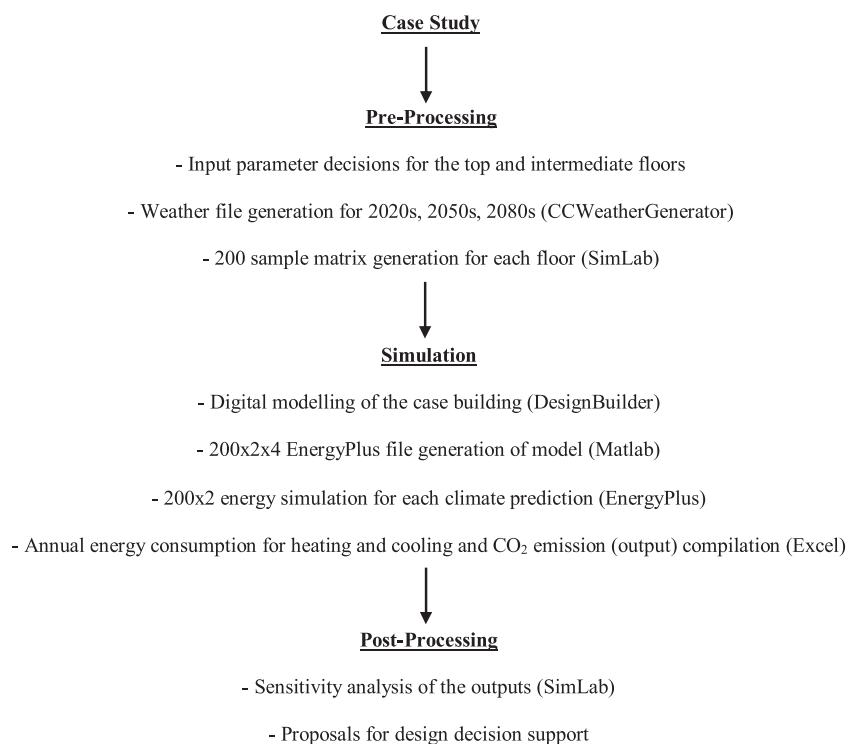 Case Study
Pre-Processing
- Input parameter decisions for the top and intermediate floors
- Weather file generation for 2020s, 2050s, 2080s (CCWeatherGenerator)
- 200 sample matrix generation for each floor (SimLab)
Simulation
- Digital modelling of the case building (DesignBuilder)
- 200x2x4 EnergyPlus file generation of model (Matlab)
- 200x2 energy simulation for each climate prediction (EnergyPlus)
- Annual energy consumption for heating and cooling and CO₂ emission (output) compilation (Excel)
Post-Processing
- Sensitivity analysis of the outputs (SimLab)
- Proposals for design decision support